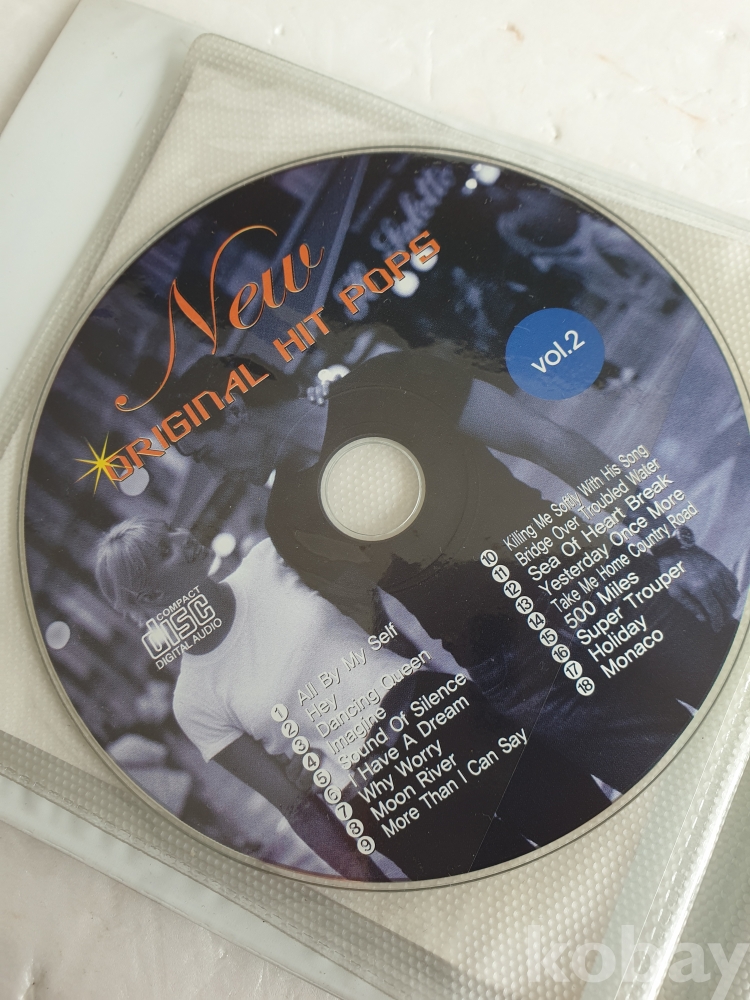 New
ORIGINAL HIT POPS
vol.2
COMPACT
disc
DIGITAL AUDIO
1 All By My Self
2 Hey
3 Dancing Queen
4 Imagine
5 Sound Of Silence
6 I Have A Dream
7 Why Worry
8 Moon River
9 More Than I Can Say
10 Killing Me Softly With His Song
11 Bridge Over Troubled Water
12 Sea Of Heart Break
13 Yesterday Once More
14 Take Me Home Country Road
15 500 Miles
16 Super Trouper
17 Holiday
18 Monaco
kobay